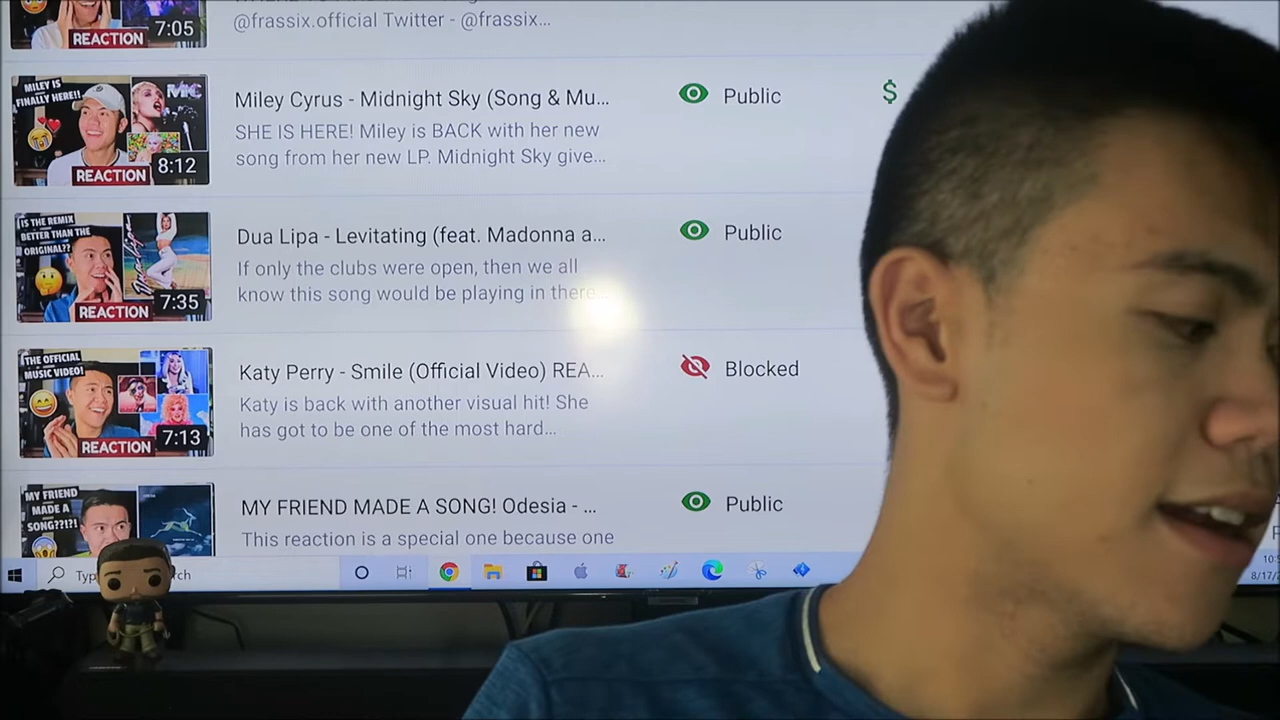 @frassix.official Twitter - @frassix...
REACTION
7:05
MILEY IS
FINALLY HERE!!
REACTION
8:12
Miley Cyrus - Midnight Sky (Song & Mu...
SHE IS HERE! Miley is BACK with her new
song from her new LP. Midnight Sky give...
Public
$
IS THE REMIX
BETTER THAN THE
ORIGINAL??
REACTION
7:35
Dua Lipa - Levitating (feat. Madonna a...
If only the clubs were open, then we all
know this song would be playing in there...
Public
THE OFFICIAL
MUSIC VIDEO!
REACTION
7:13
Katy Perry - Smile (Official Video) REA...
Katy is back with another visual hit! She
has got to be one of the most hard...
Blocked
MY FRIEND
MADE A
SONG??!?!
MY FRIEND MADE A SONG! Odesia - ...
This reaction is a special one because one
Public